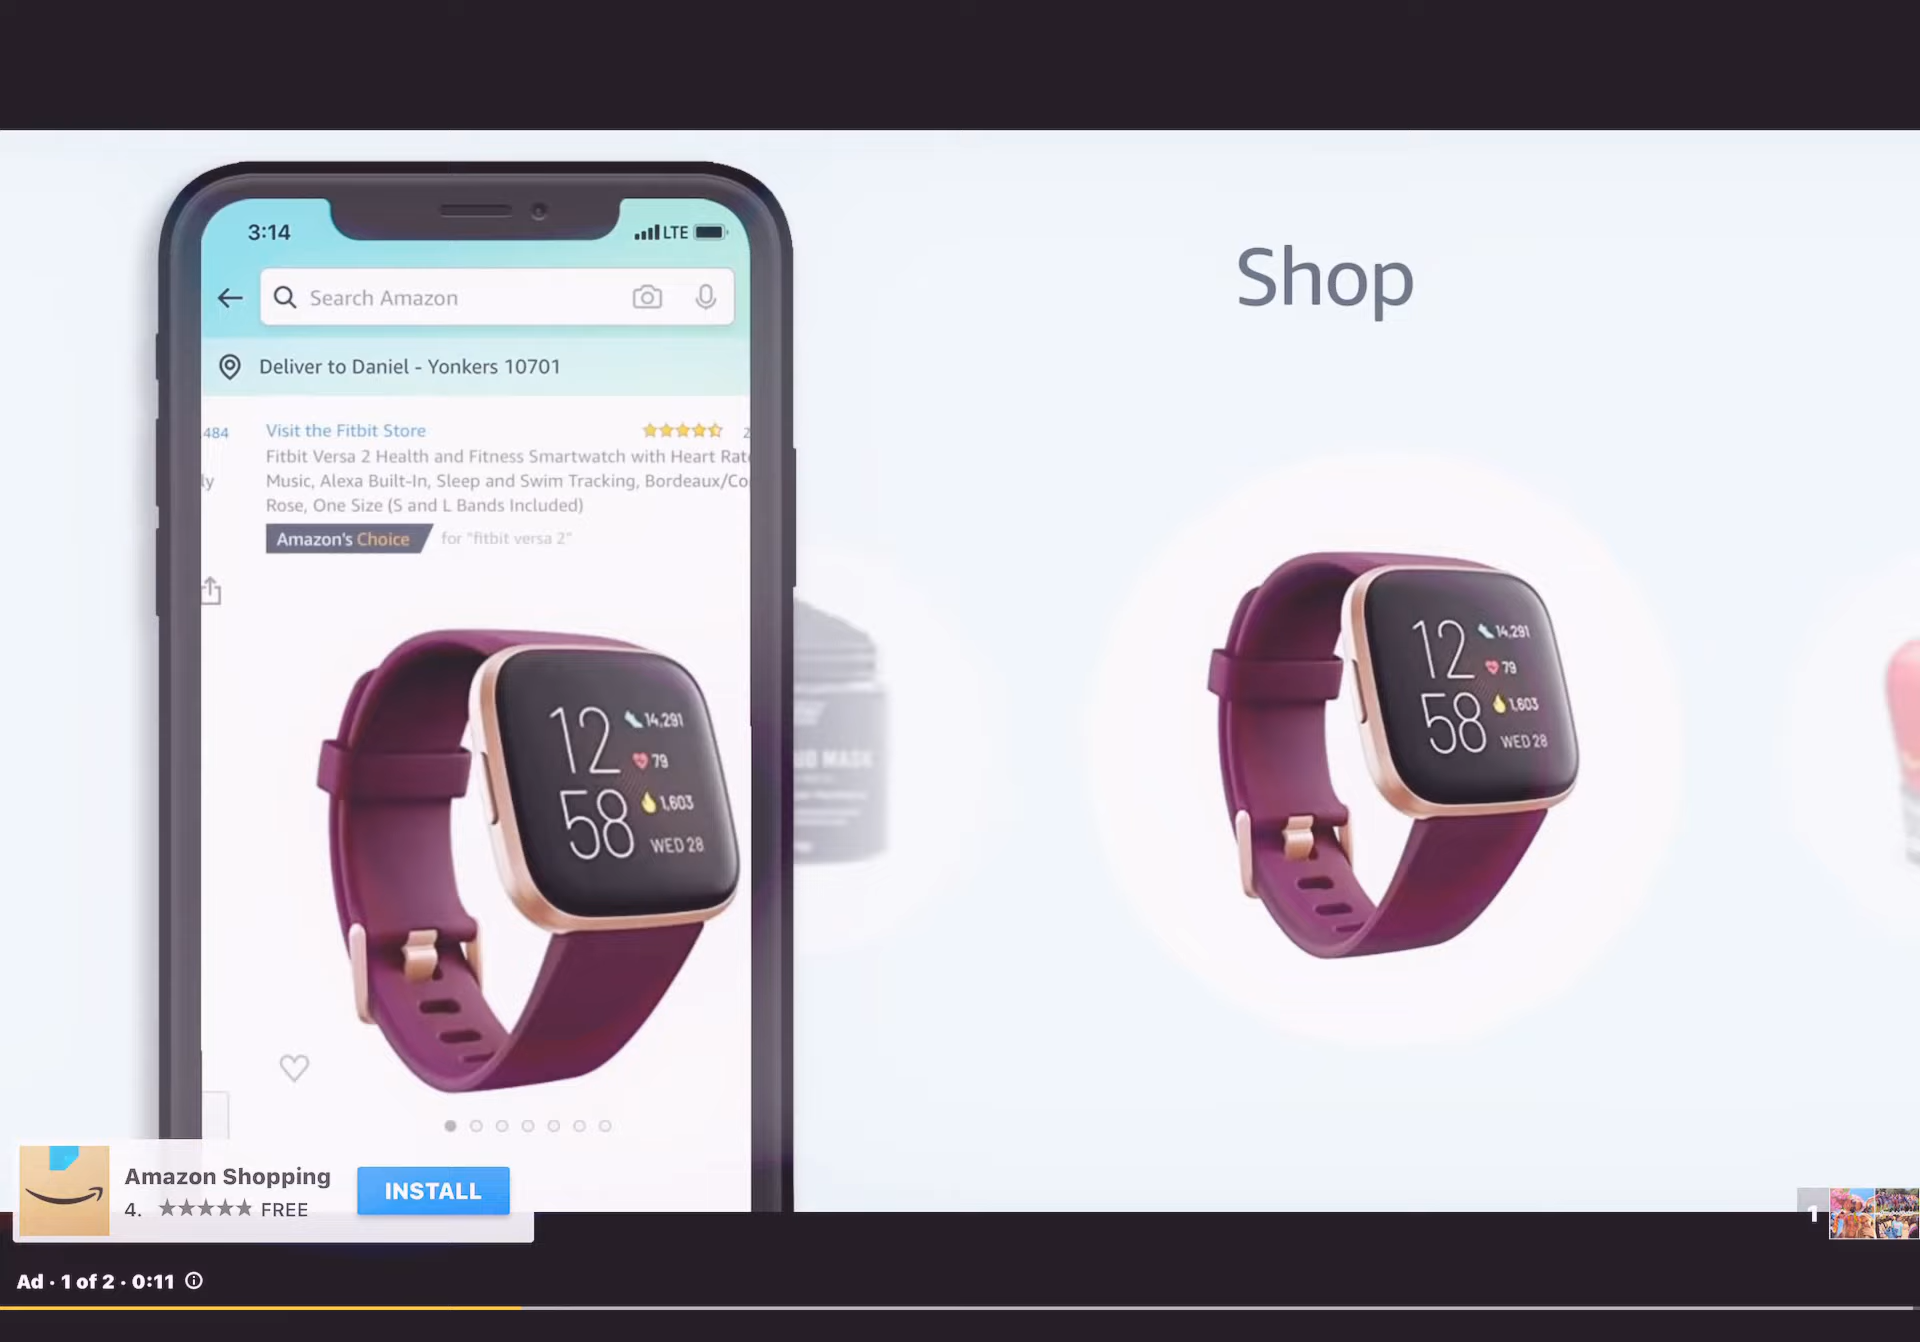 3:14
LTE
Search Amazon
Deliver to Daniel - Yonkers 10701
484
Visit the Fitbit Store
2
ly
Fitbit Versa 2 Health and Fitness Smartwatch with Heart Rat
Music, Alexa Built-In, Sleep and Swim Tracking, Bordeaux/Co
Rose, One Size (S and L Bands Included)
Amazon's Choice for "fitbit versa 2"
12
14,291
79
58
1,603
WED 28
Shop
MASK
12
14,291
79
58
1,603
WED 28
Amazon Shopping
4. ★★★★★ FREE
INSTALL
1
Ad · 1 of 2 · 0:11